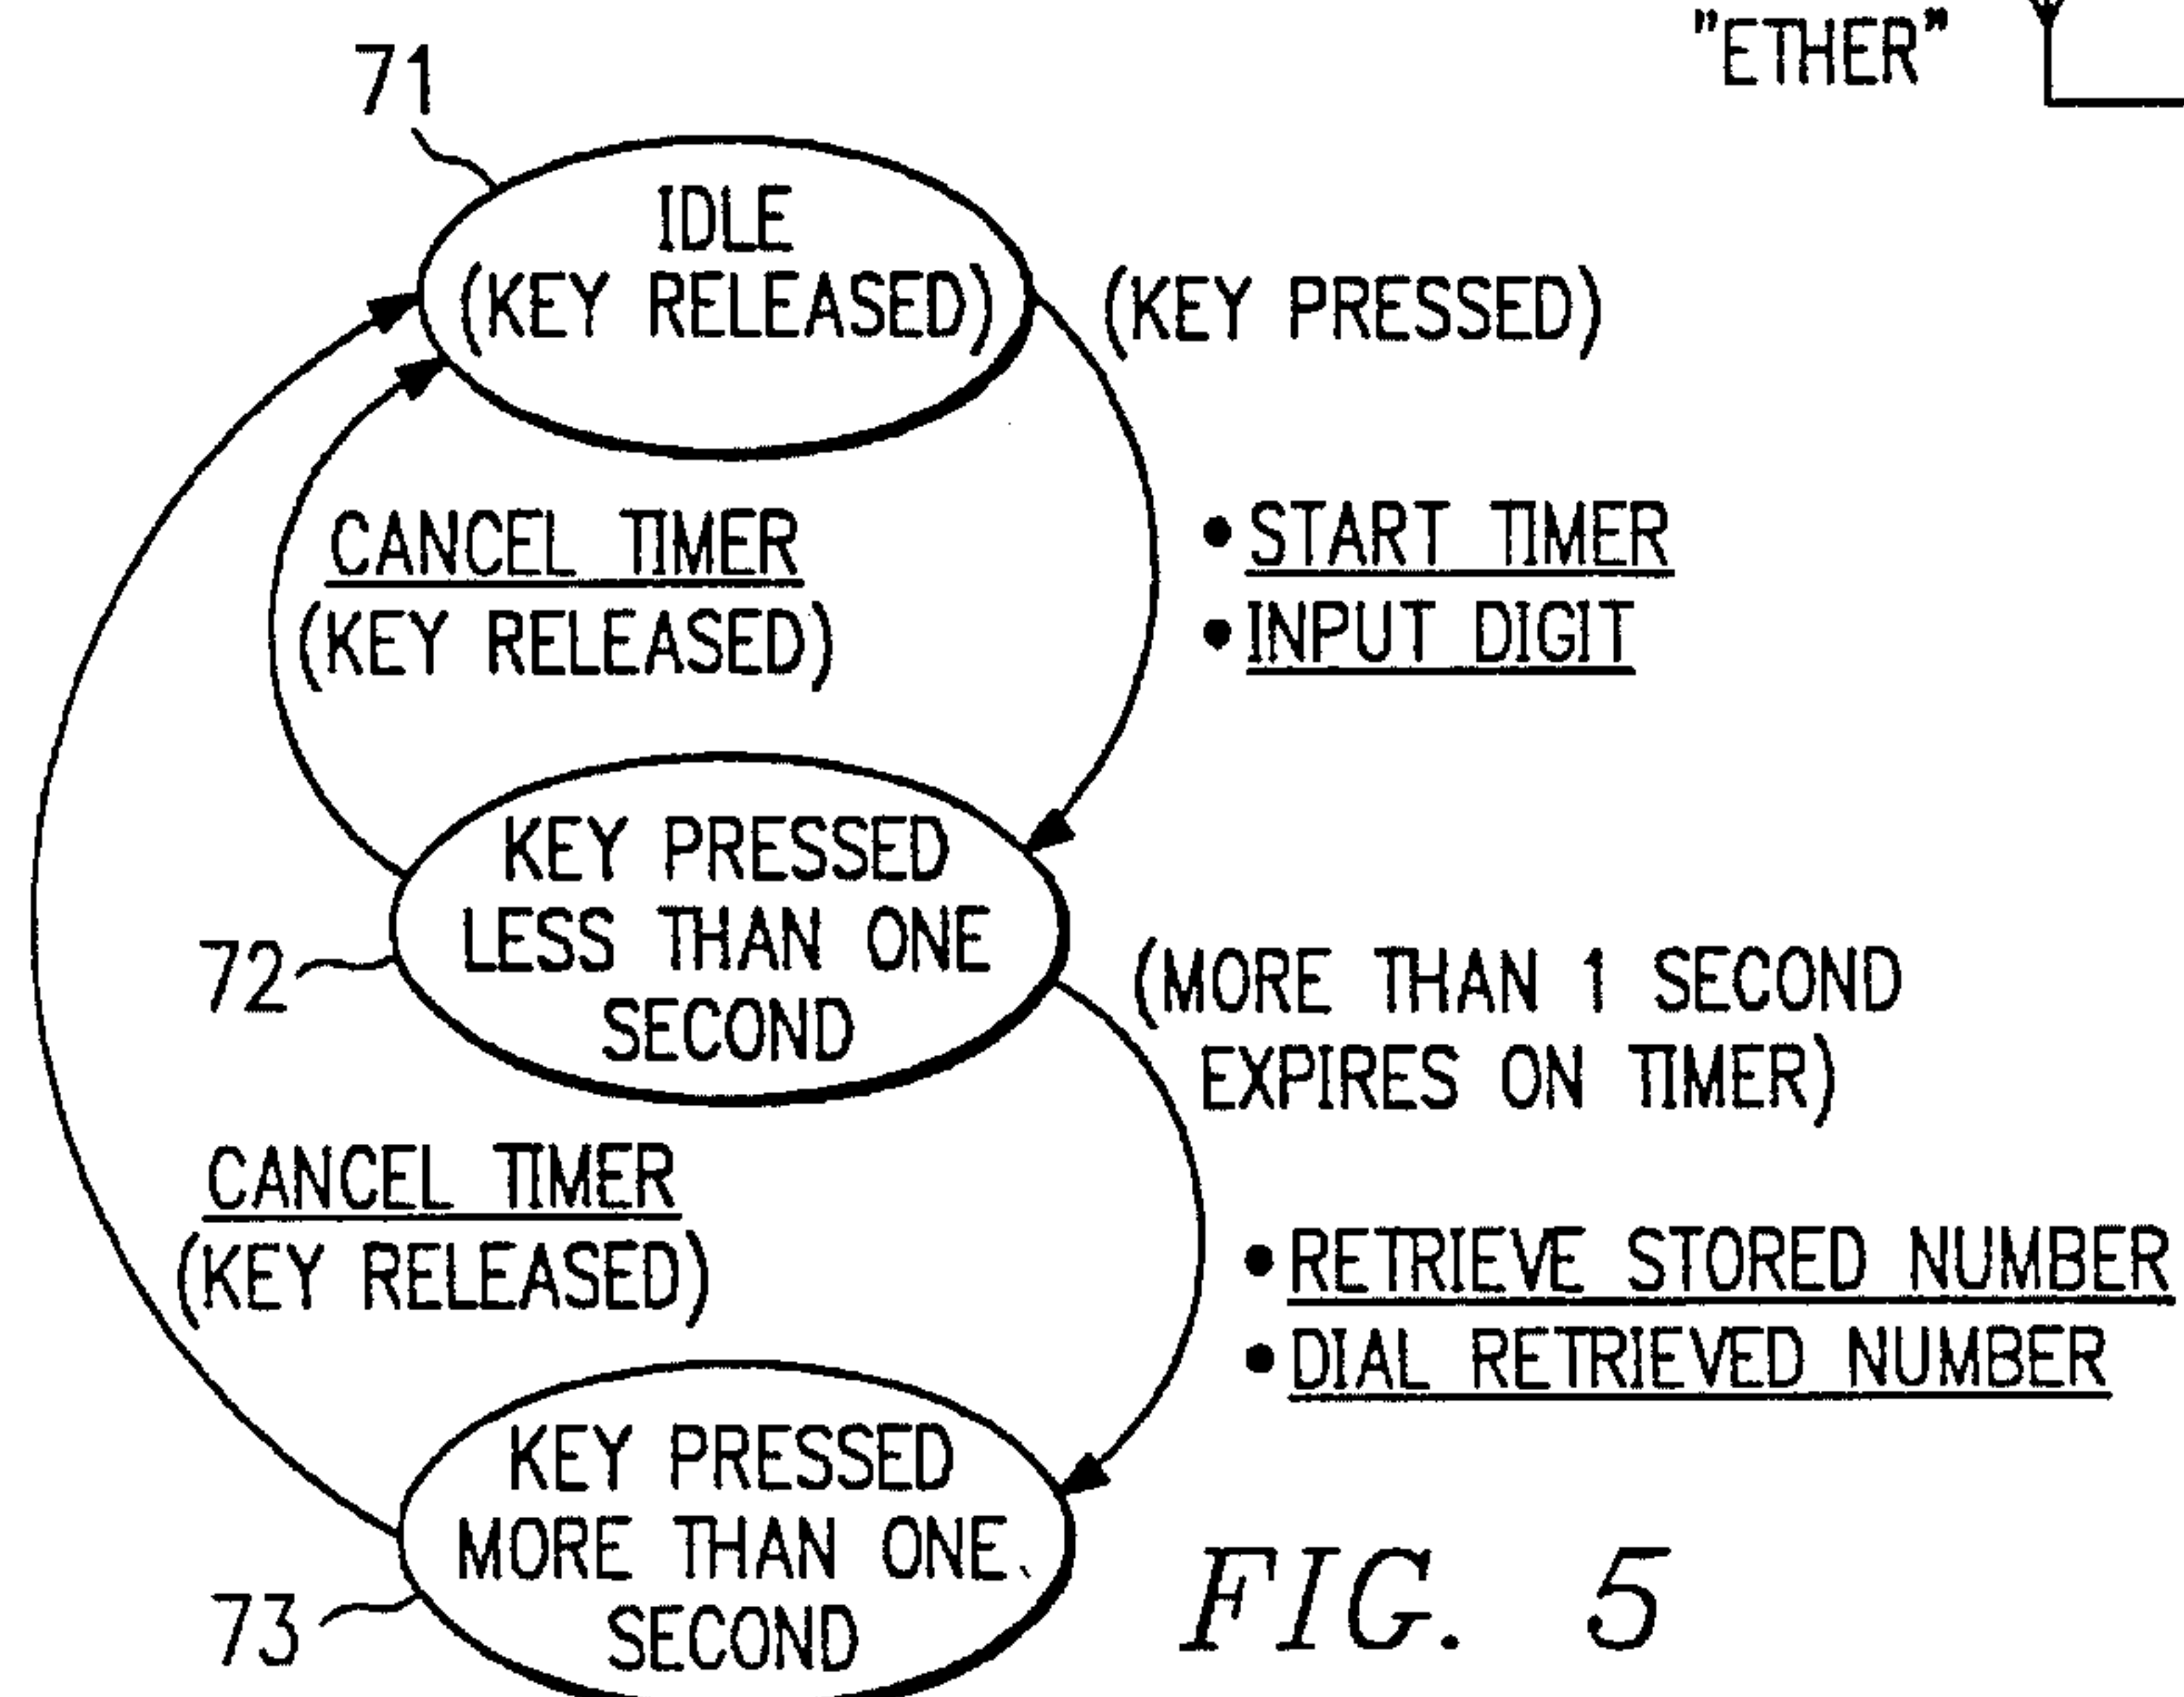 "ETHER"
71
IDLE
(KEY RELEASED)
(KEY PRESSED)
CANCEL TIMER
(KEY RELEASED)
• START TIMER
• INPUT DIGIT
KEY PRESSED
LESS THAN ONE
SECOND
72
(MORE THAN 1 SECOND
EXPIRES ON TIMER)
CANCEL TIMER
(KEY RELEASED)
• RETRIEVE STORED NUMBER
• DIAL RETRIEVED NUMBER
KEY PRESSED
MORE THAN ONE
SECOND
73
FIG. 5